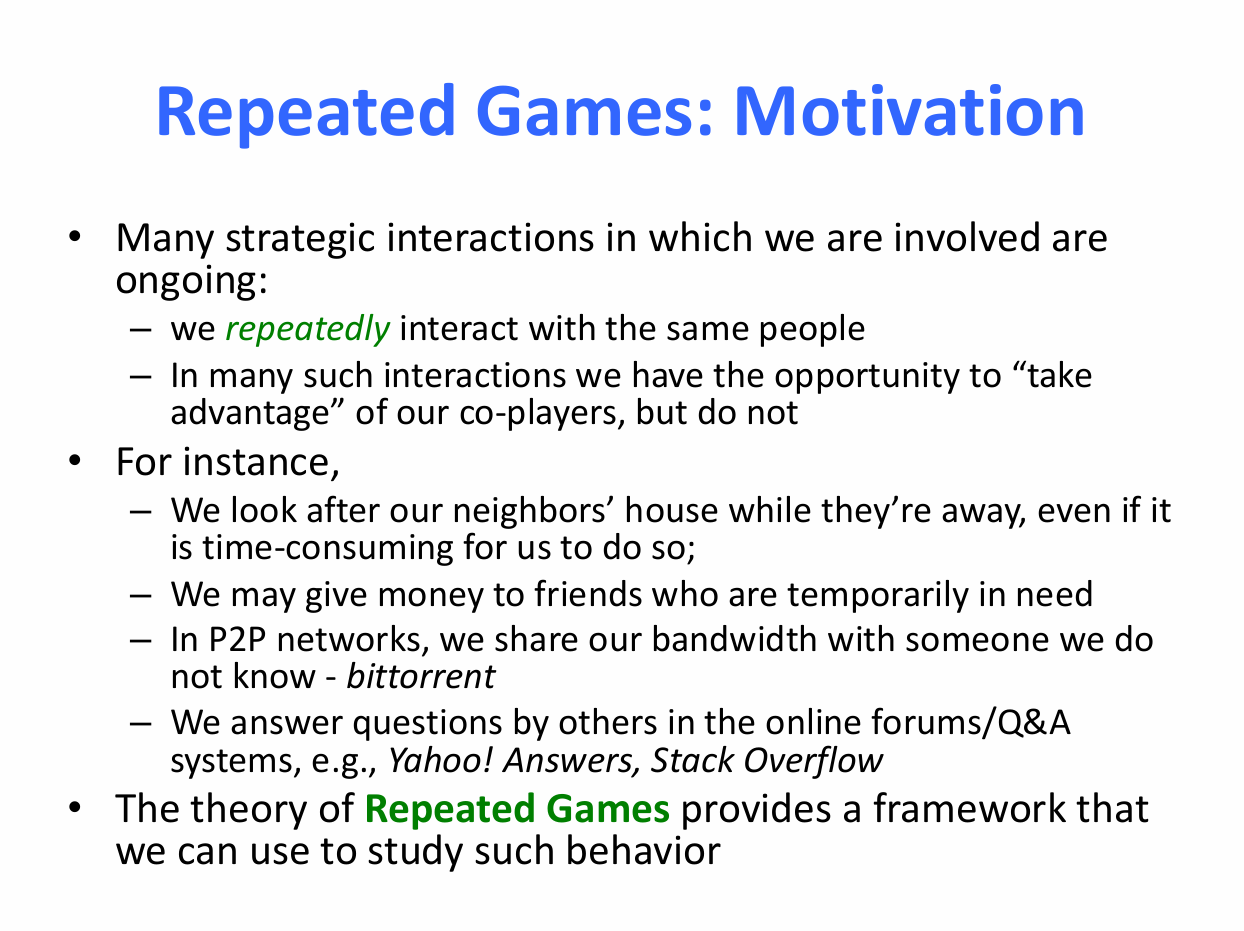 Repeated Games: Motivation
• Many strategic interactions in which we are involved are
ongoing:
– we repeatedly interact with the same people
– In many such interactions we have the opportunity to “take
advantage” of our co-players, but do not
• For instance,
– We look after our neighbors’ house while they’re away, even if it
is time-consuming for us to do so;
– We may give money to friends who are temporarily in need
– In P2P networks, we share our bandwidth with someone we do
not know - bittorrent
– We answer questions by others in the online forums/Q&A
systems, e.g., Yahoo! Answers, Stack Overflow
• The theory of Repeated Games provides a framework that
we can use to study such behavior